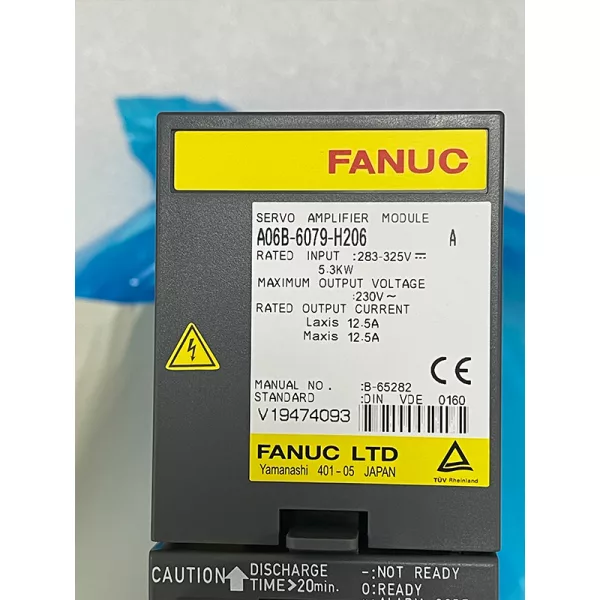 FANUC
SERVO AMPLIFIER MODULE
A06B-6079-H206 A
RATED INPUT :283-325V⎓
5.3KW
MAXIMUM OUTPUT VOLTAGE
:230V～
RATED OUTPUT CURRENT
Laxis 12.5A
Maxis 12.5A
CE
MANUAL NO. :B-65282
STANDARD :DIN VDE 0160
V19474093
FANUC LTD
Yamanashi 401-05 JAPAN
TÜV Rheinland
CAUTION DISCHARGE
TIME>20min.
-:NOT READY
0:READY